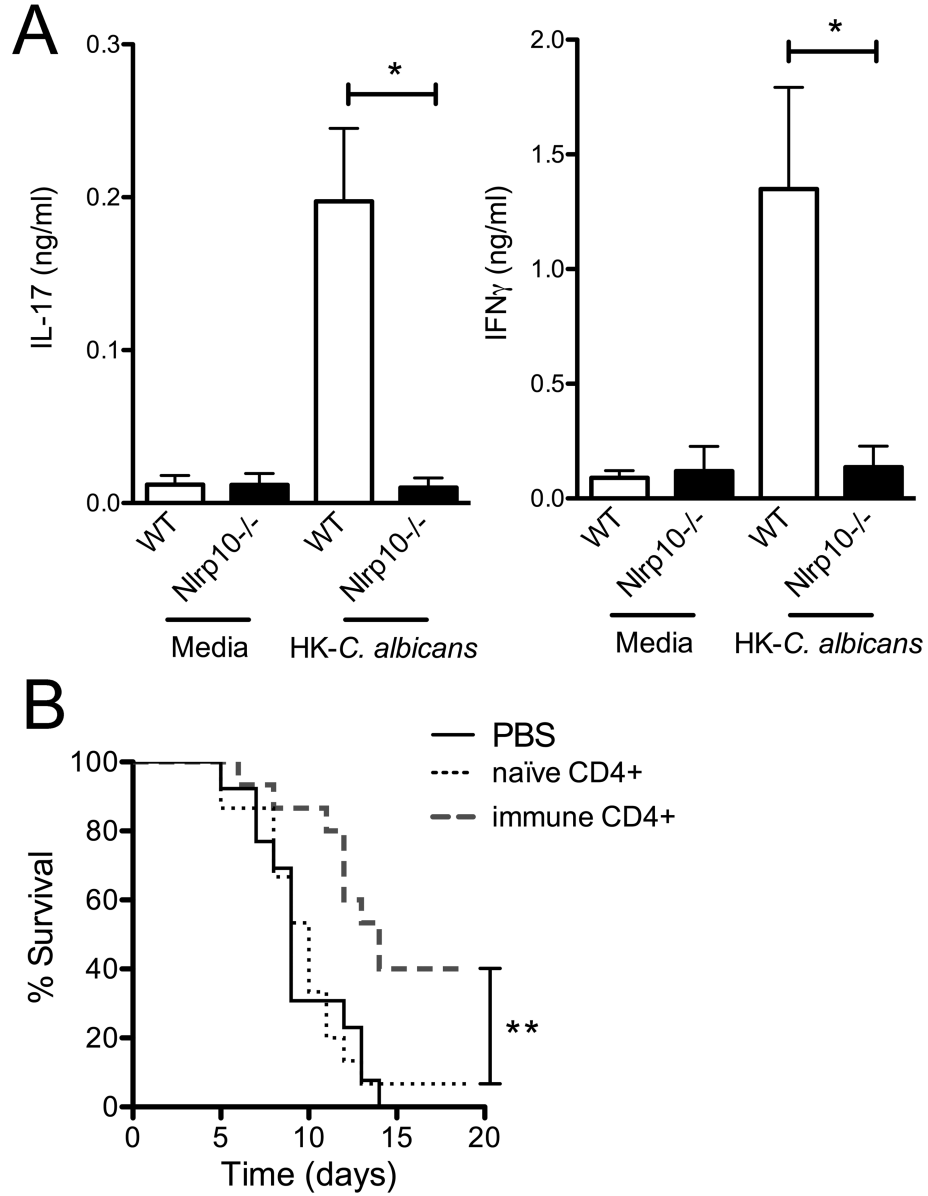 A
0.3
0.2
0.1
0.0
IL-17 (ng/ml)
*
WT
Nlrp10-/-
WT
Nlrp10-/-
Media
HK-C. albicans
2.0
1.5
1.0
0.5
0.0
IFNγ (ng/ml)
*
WT
Nlrp10-/-
WT
Nlrp10-/-
Media
HK-C. albicans
B
PBS
naïve CD4+
immune CD4+
100
80
60
40
20
0
% Survival
**
0
5
10
15
20
Time (days)